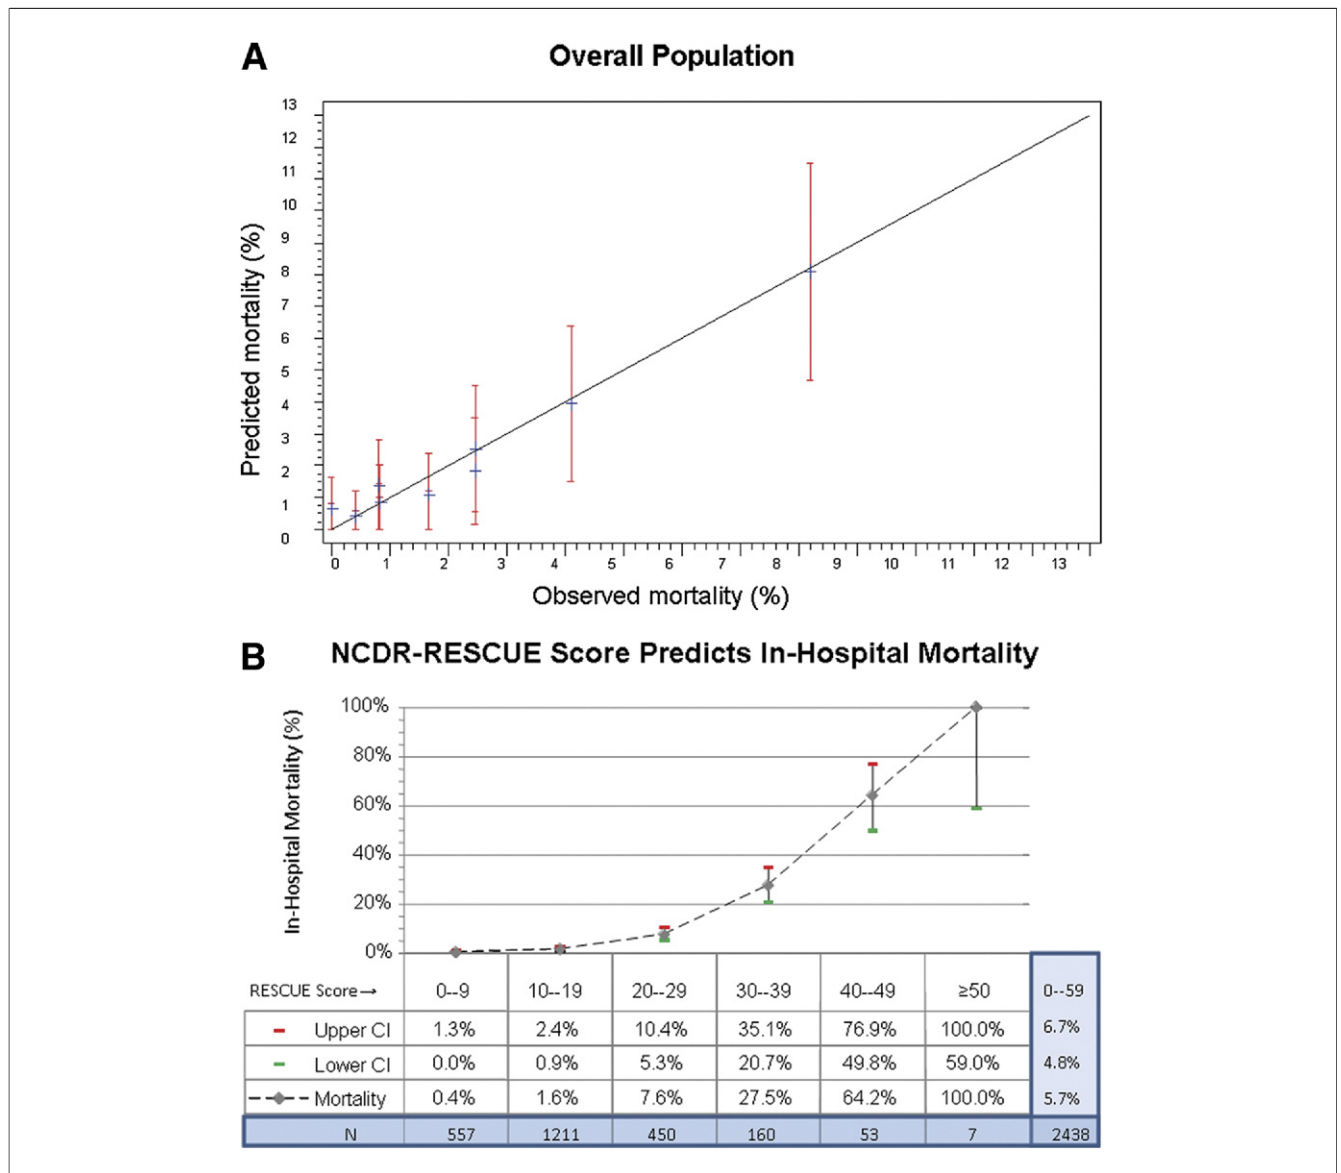 A
Overall Population
13
12
11
10
9
8
7
6
5
4
3
2
1
0
Predicted mortality (%)
0 1 2 3 4 5 6 7 8 9 10 11 12 13
Observed mortality (%)
B
NCDR-RESCUE Score Predicts In-Hospital Mortality
In-Hospital Mortality (%)
100%
80%
60%
40%
20%
0%
RESCUE Score→ 0--9 10--19 20--29 30--39 40--49 ≥50 0--59
Upper CI 1.3% 2.4% 10.4% 35.1% 76.9% 100.0% 6.7%
Lower CI 0.0% 0.9% 5.3% 20.7% 49.8% 59.0% 4.8%
Mortality 0.4% 1.6% 7.6% 27.5% 64.2% 100.0% 5.7%
N 557 1211 450 160 53 7 2438